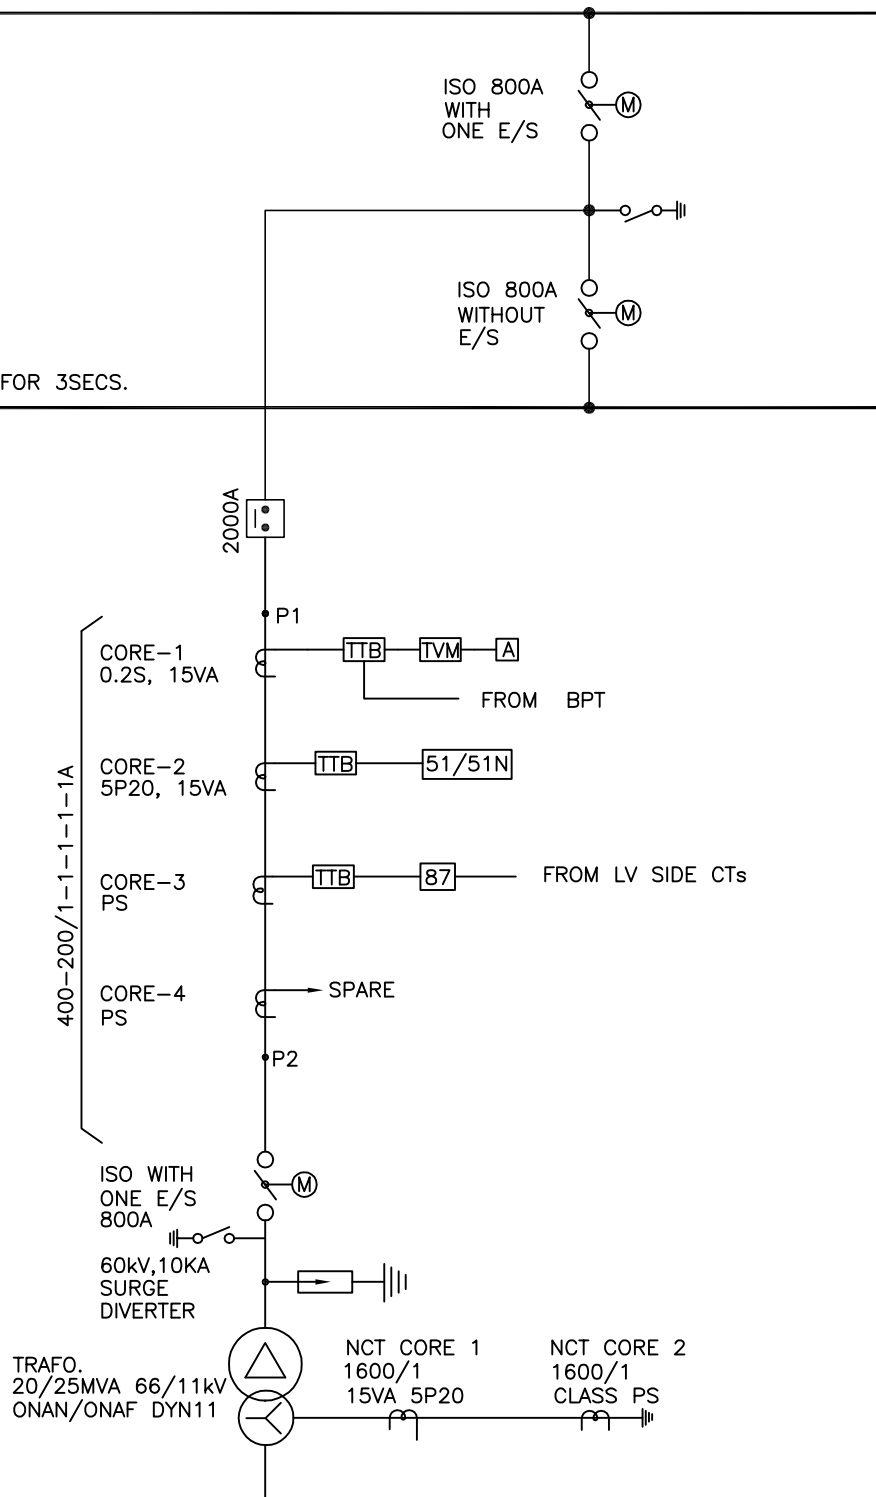 ISO 800A
WITH
ONE E/S
M
ISO 800A
WITHOUT
E/S
M
FOR 3SECS.
2000A
P1
CORE-1
0.2S, 15VA
TTB
TVM
A
FROM BPT
CORE-2
5P20, 15VA
TTB
51/51N
400-200/1-1-1-1-1-1A
CORE-3
PS
TTB
87
FROM LV SIDE CTs
CORE-4
PS
SPARE
P2
ISO WITH
ONE E/S
800A
M
60kV,10KA
SURGE
DIVERTER
TRAFO.
20/25MVA 66/11kV
ONAN/ONAF DYN11
NCT CORE 1
1600/1
15VA 5P20
NCT CORE 2
1600/1
CLASS PS